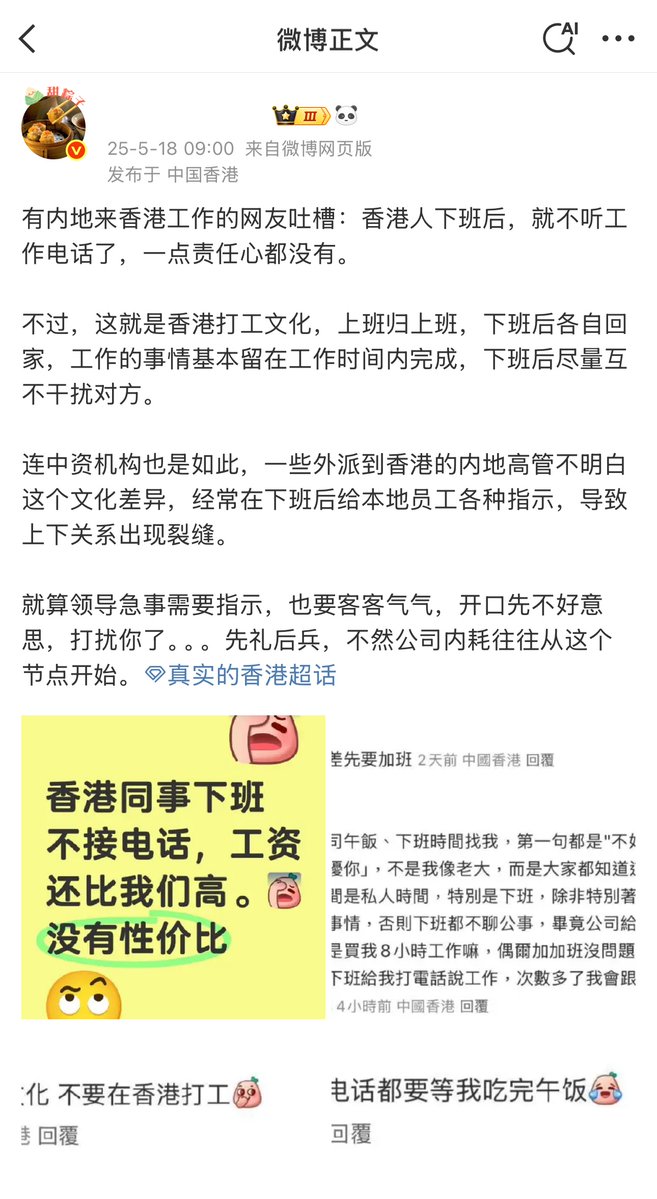 微博正文
AI
甜粽子
III
25-5-18 09:00 来自微博网页版
发布于 中国香港
有内地来香港工作的网友吐槽：香港人下班后，就不听工
作电话了，一点责任心都没有。
不过，这就是香港打工文化，上班归上班，下班后各自回
家，工作的事情基本留在工作时间内完成，下班后尽量互
不干扰对方。
连中资机构也是如此，一些外派到香港的内地高管不明白
这个文化差异，经常在下班后给本地员工各种指示，导致
上下关系出现裂缝。
就算领导急事需要指示，也要客客气气，开口先不好意
思，打扰你了。。。先礼后兵，不然公司内耗往往从这个
节点开始。真实的香港超话
香港同事下班
不接电话，工资
还比我们高。
没有性价比
差先要加班 2天前 中國香港 回覆
司午飯、下班時間找我，第一句都是"不好
憂你」，不是我像老大，而是大家都知道這
間是私人時間，特別是下班，除非特別著
事情，否則下班都不聊公事，畢竟公司給
是買我8小時工作嘛，偶爾加加班沒問題
下班給我打電話說工作，次數多了我會跟
14小時前 中國香港 回覆
化 不要在香港打工
港 回覆
电话都要等我吃完午饭
回覆